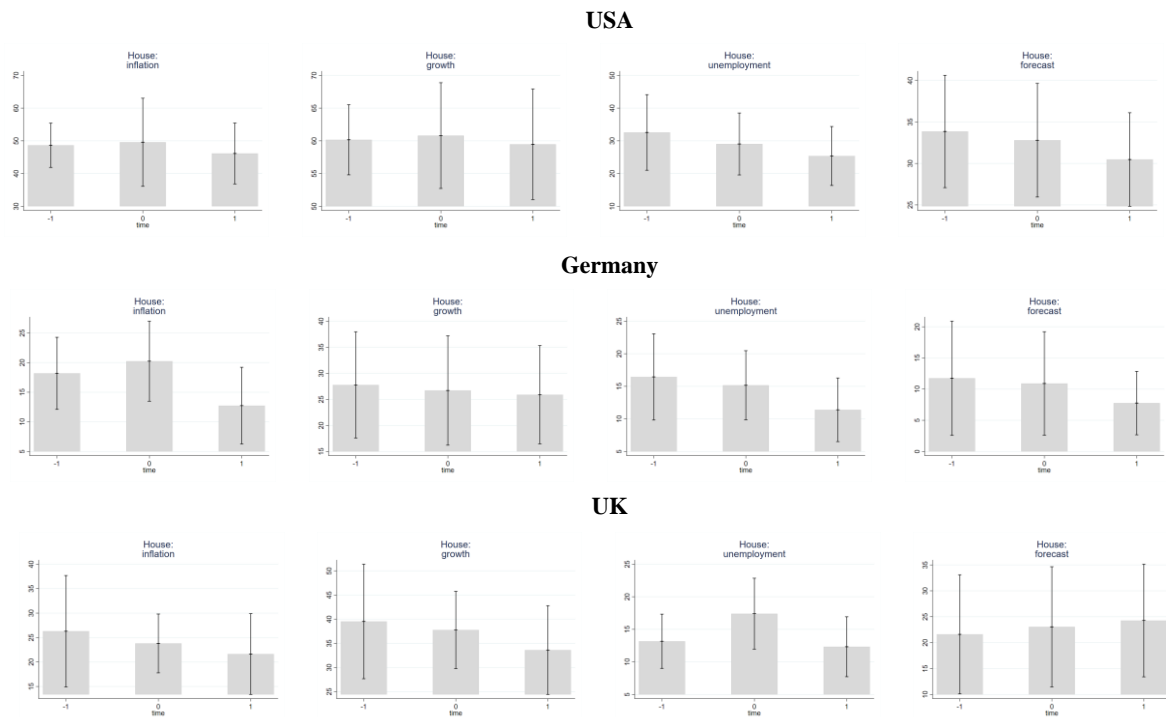 USA
House:
inflation
70
60
50
40
30
-1 0 1
time
House:
growth
70
65
60
55
50
-1 0 1
time
House:
unemployment
50
40
30
20
10
-1 0 1
time
House:
forecast
40
35
30
25
-1 0 1
time
Germany
House:
inflation
25
20
15
10
5
-1 0 1
time
House:
growth
40
35
30
25
20
15
-1 0 1
time
House:
unemployment
25
20
15
10
5
-1 0 1
time
House:
forecast
20
15
10
5
0
-1 0 1
time
UK
House:
inflation
40
35
30
25
20
15
-1 0 1
time
House:
growth
50
45
40
35
30
25
-1 0 1
time
House:
unemployment
25
20
15
10
5
-1 0 1
time
House:
forecast
35
30
25
20
15
10
-1 0 1
time